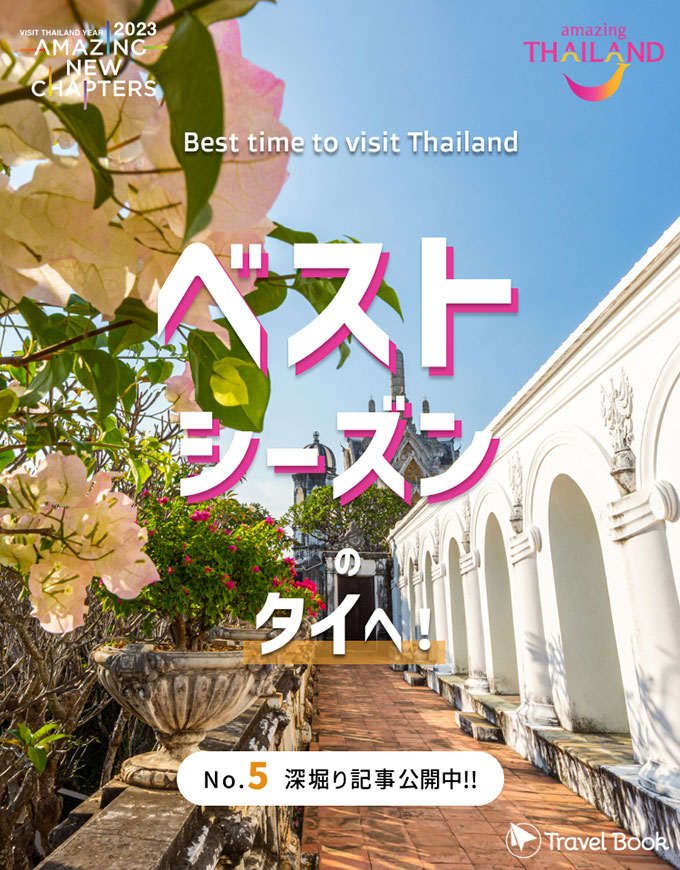 VISIT THAILAND YEAR 2023
AMAZING
NEW
CHAPTERS
amazing
THAILAND
Best time to visit Thailand
ベスト
シーズン
の
タイへ!
No.5 深堀り記事公開中!!
Travel Book